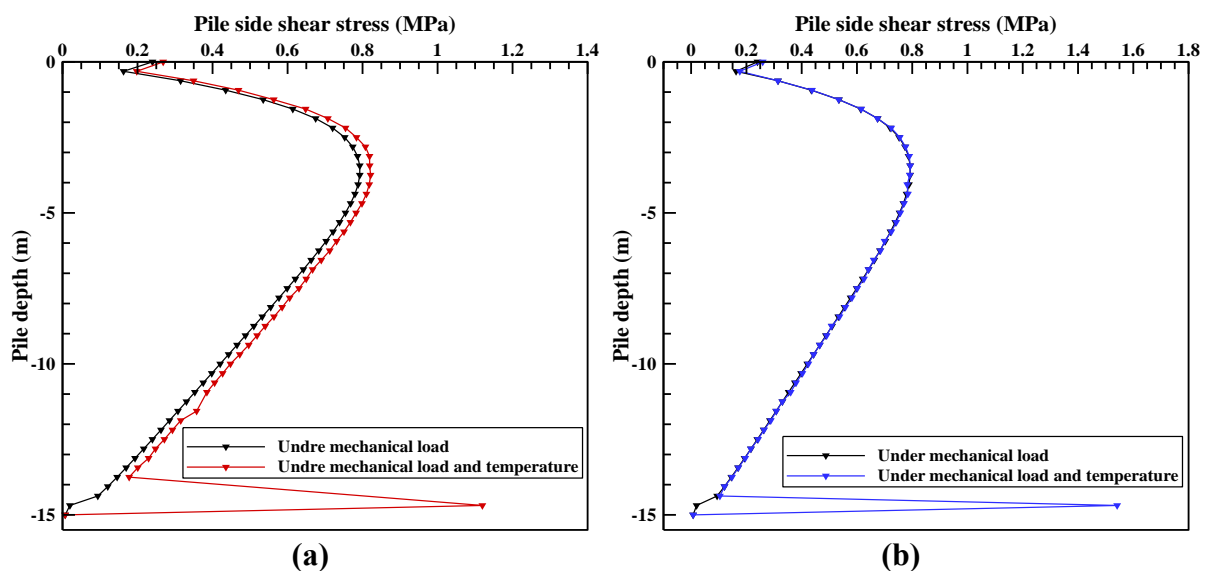 Pile side shear stress (MPa)
0 0.2 0.4 0.6 0.8 1 1.2 1.4
0
-5
-10
-15
Pile depth (m)
Undre mechanical load
Undre mechanical load and temperature
(a)
Pile side shear stress (MPa)
0 0.2 0.4 0.6 0.8 1 1.2 1.4 1.6 1.8
0
-5
-10
-15
Pile depth (m)
Under mechanical load
Under mechanical load and temperature
(b)